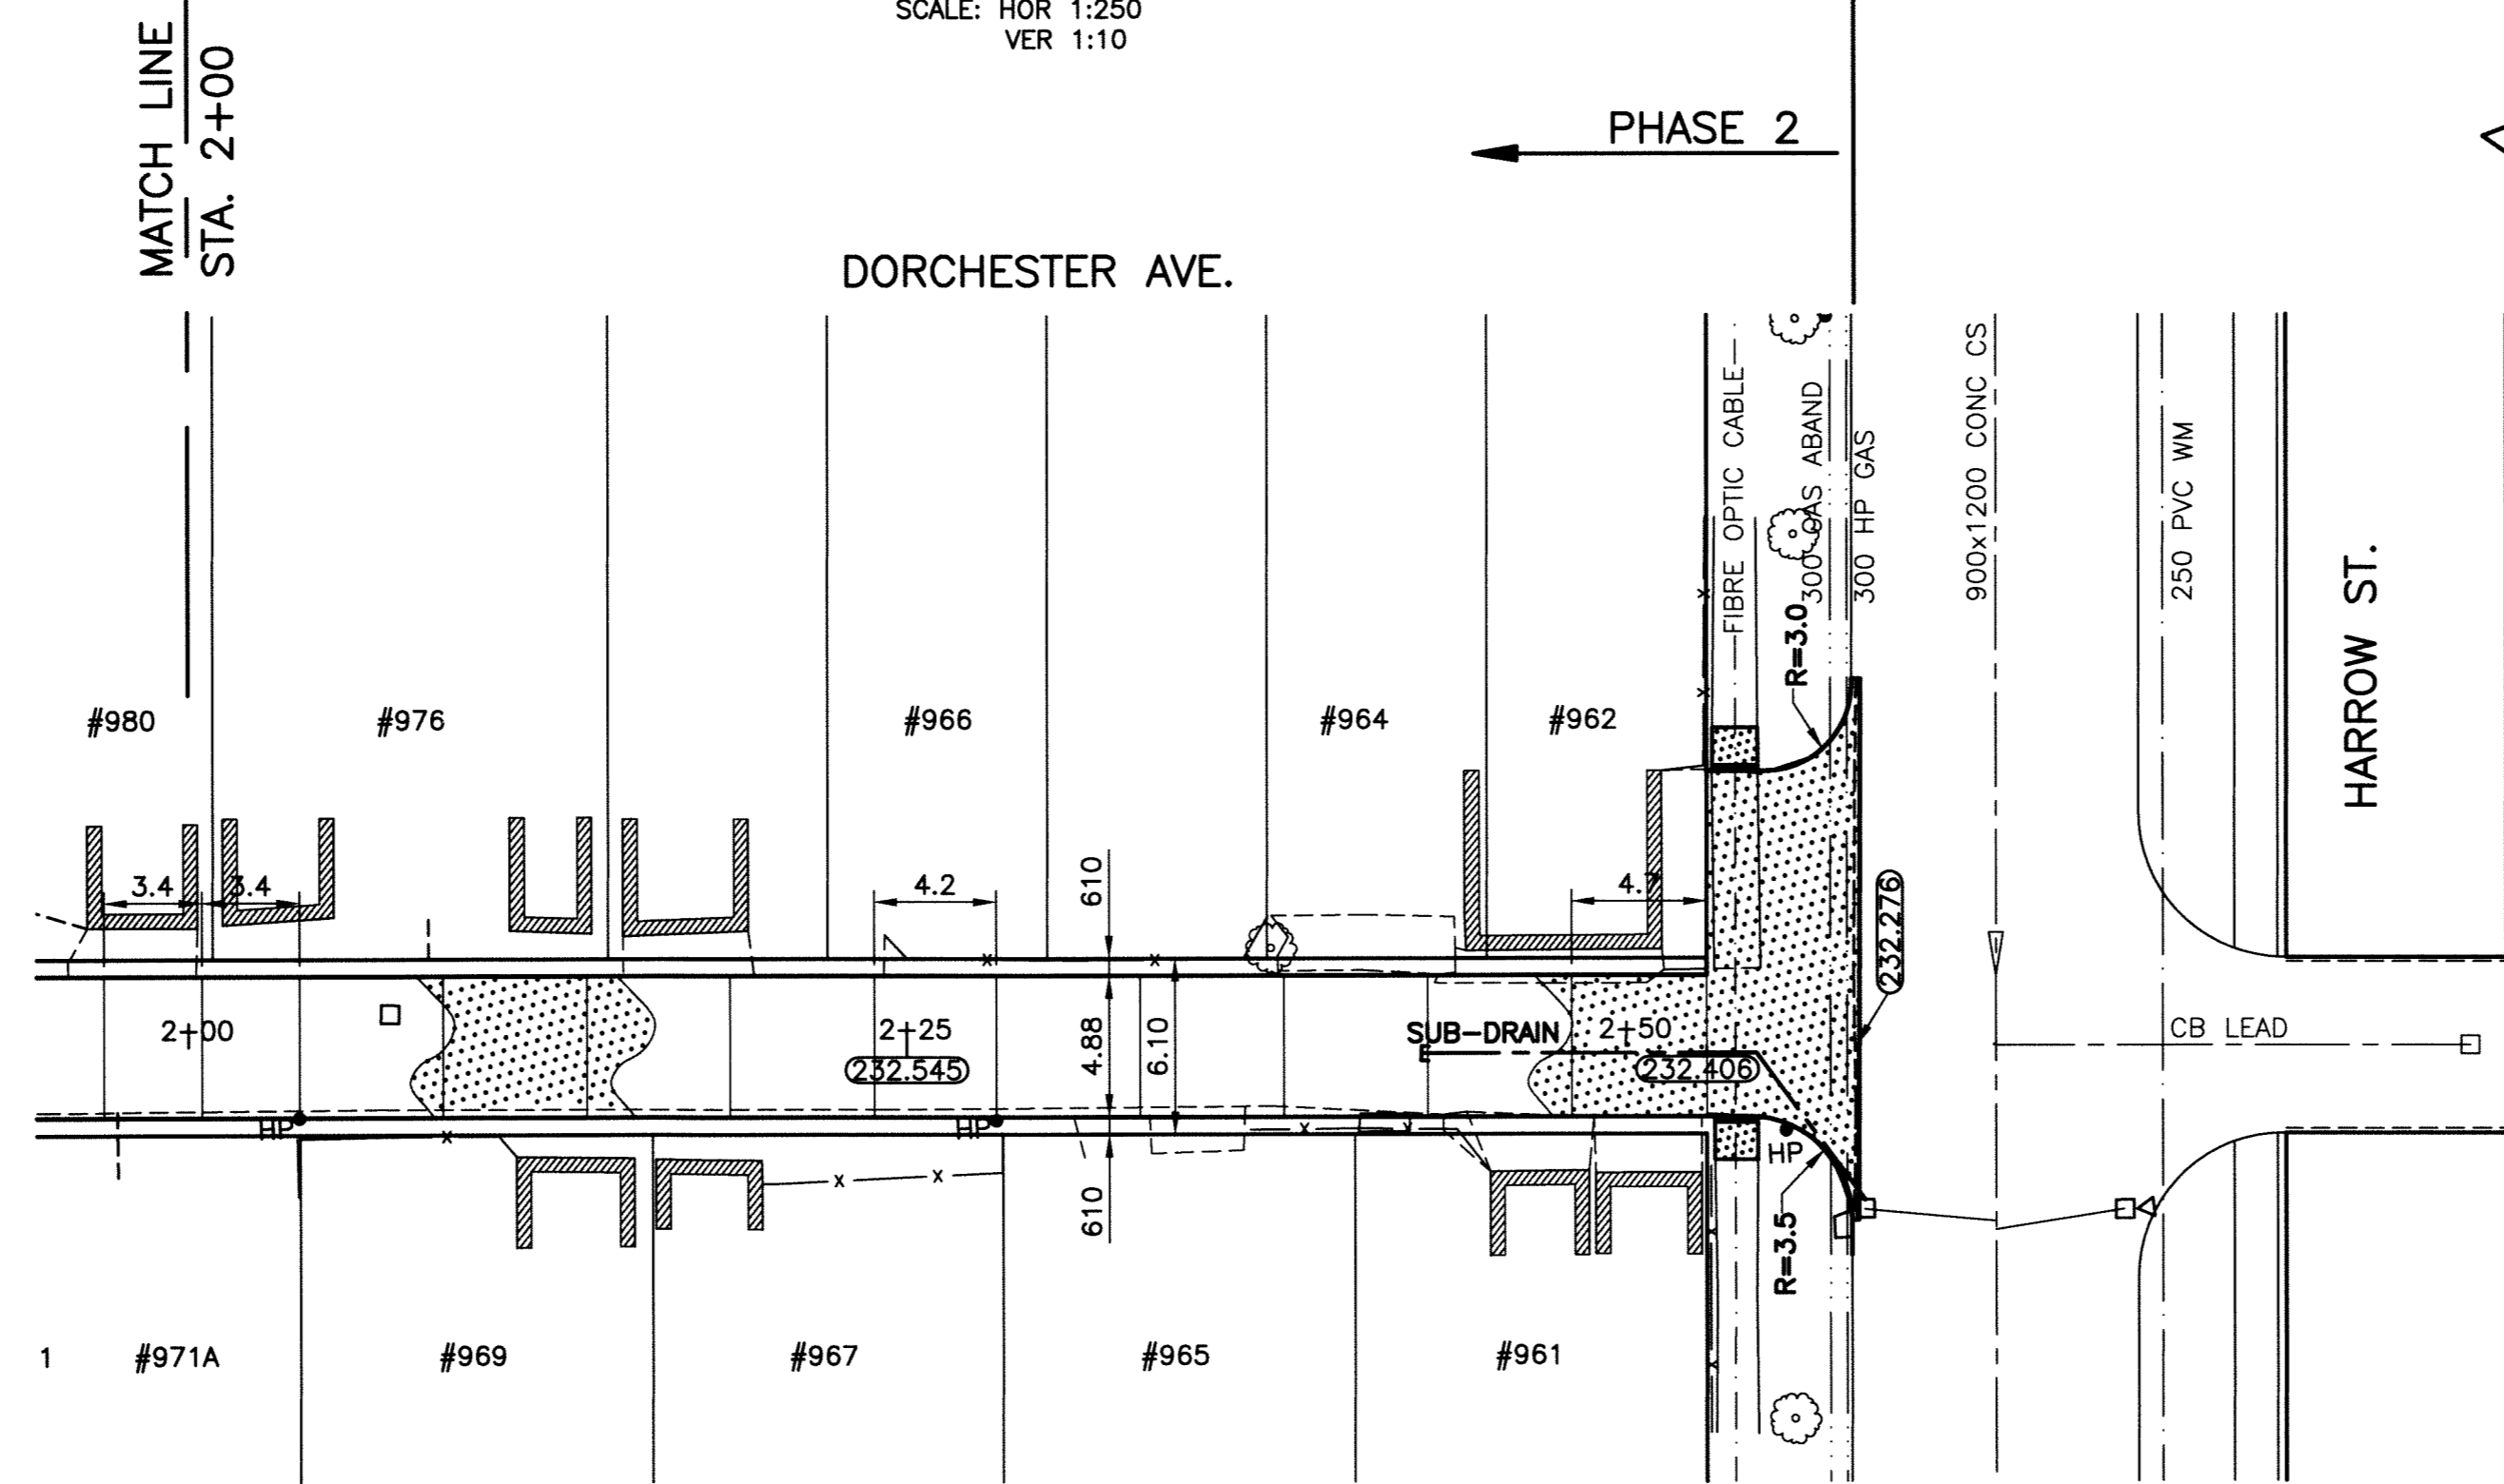 SCALE: HOR 1:250
VER 1:10
MATCH LINE
STA. 2+00
PHASE 2
DORCHESTER AVE.
FIBRE OPTIC CABLE
300 GAS ABAND
300 HP GAS
900x1200 CONC CS
250 PVC WM
HARROW ST.
R=3.0
#980
#976
#966
#964
#962
3.4
3.4
4.2
610
4.7
232.276
2+00
2+25
232.545
4.88
6.10
SUB-DRAIN
2+50
232.406
CB LEAD
HP
HP
HP
610
R=3.5
1
#971A
#969
#967
#965
#961